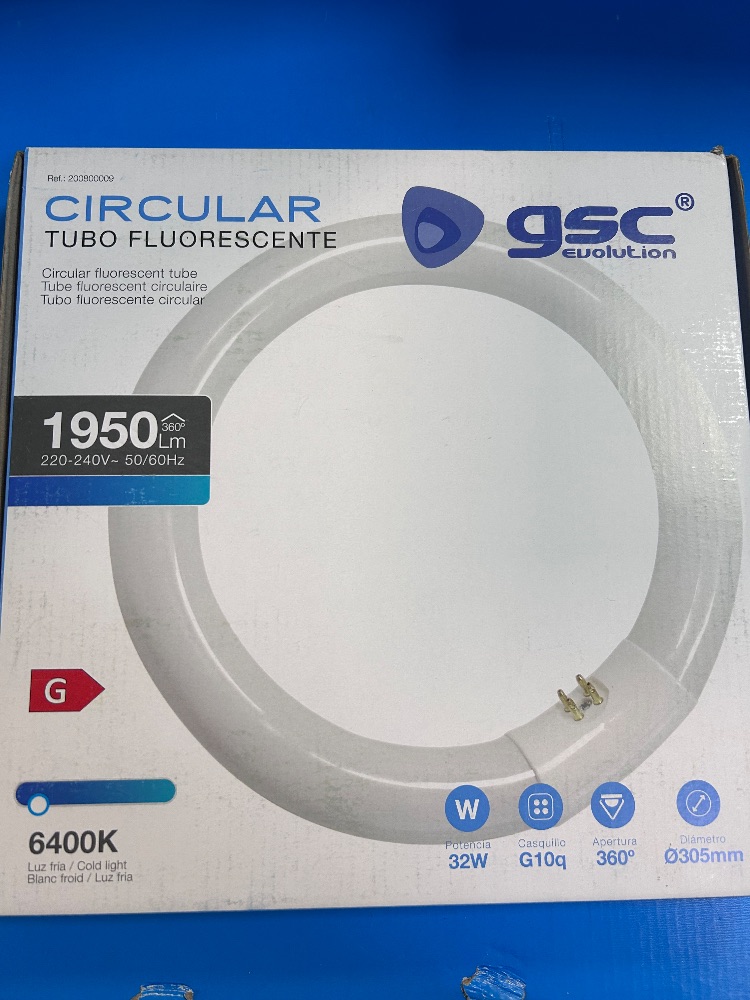 Ref.: 200800009
CIRCULAR
TUBO FLUORESCENTE
Circular fluorescent tube
Tube fluorescent circulaire
Tubo fluorescente circular
gsc®
evolution
1950 Lm
360º
220-240V~ 50/60Hz
G
6400K
Luz fría / Cold light
Blanc froid / Luz fria
W
Potencia
32W
Casquillo
G10q
Apertura
360º
Diámetro
Ø305mm